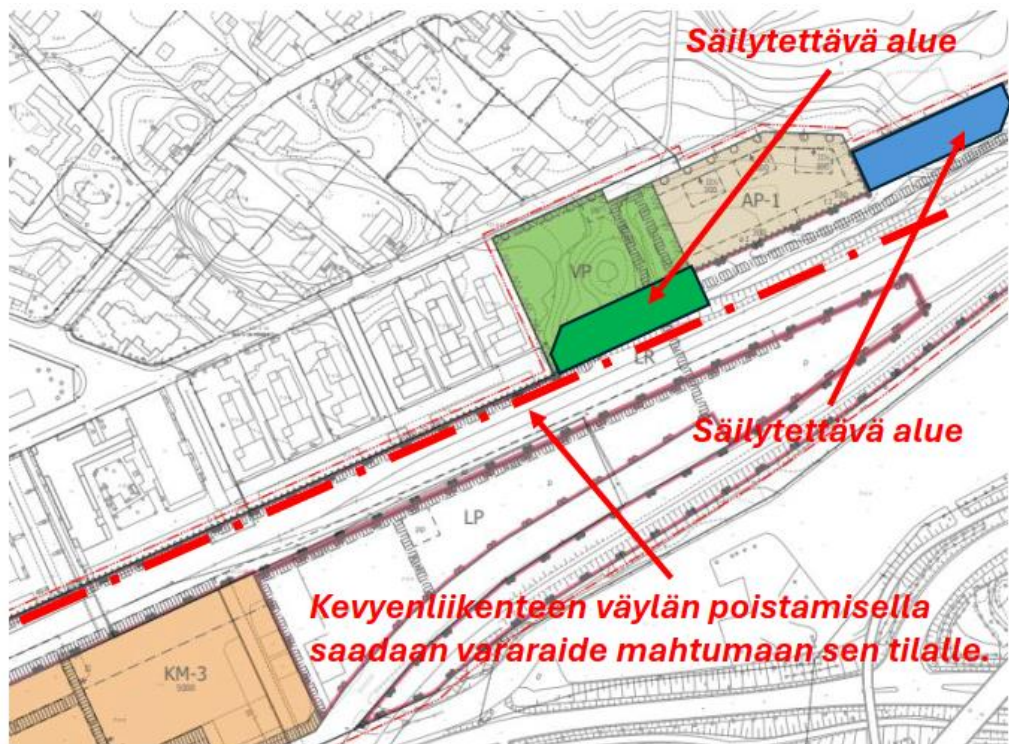 Säilytettävä alue
AP-1
VP
LR
Säilytettävä alue
LP
Kevyenliikenteen väylän poistamisella
saadaan vararaide mahtumaan sen tilalle.
KM-3
5000